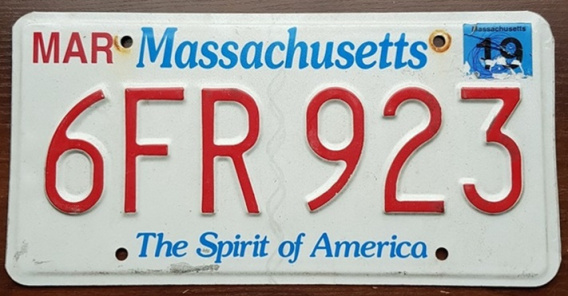 MAR Massachusetts Massachusetts 19
6FR 923
The Spirit of America